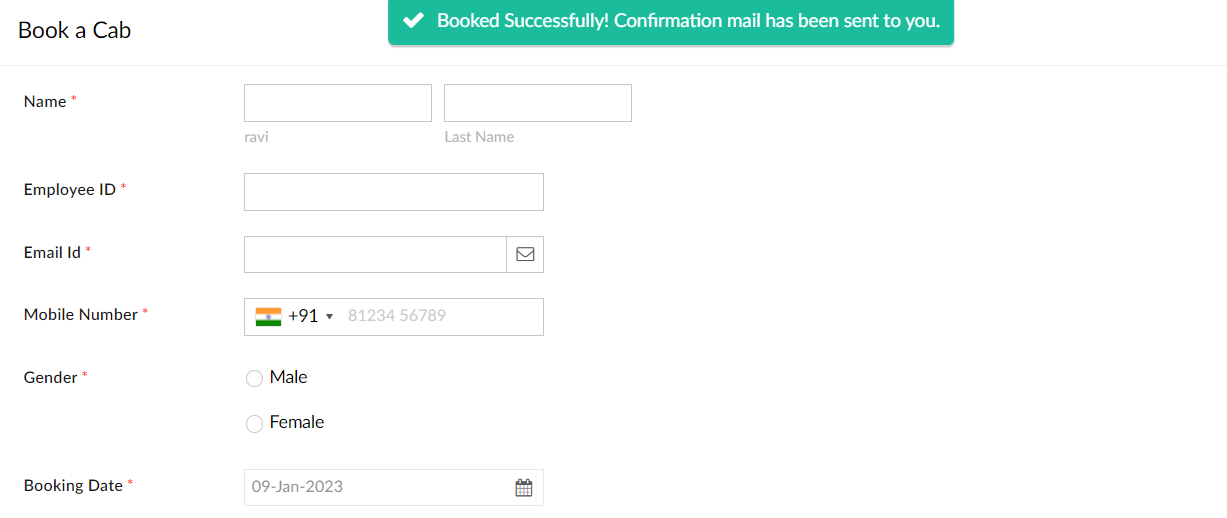 Book a Cab
Booked Successfully! Confirmation mail has been sent to you.
Name *
ravi
Last Name
Employee ID *
Email Id *
Mobile Number *
+91
81234 56789
Gender *
Male
Female
Booking Date *
09-Jan-2023